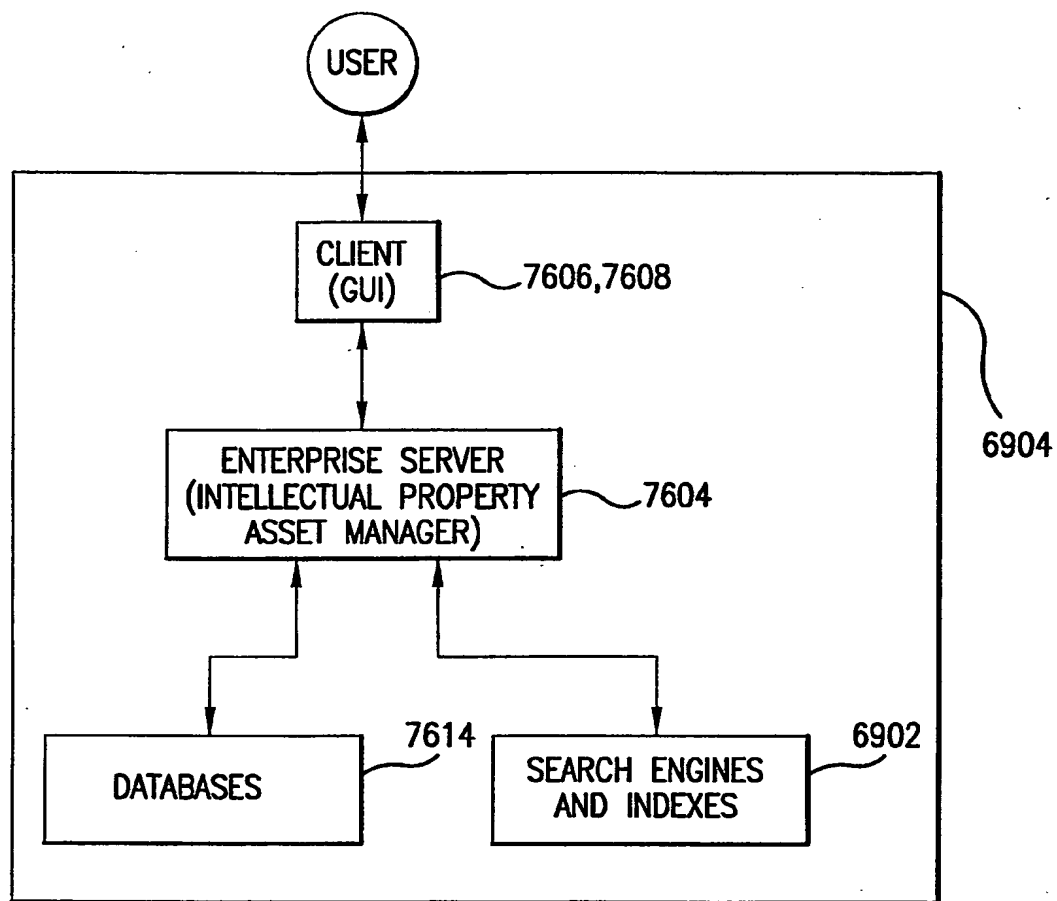 USER
CLIENT
(GUI)
7606,7608
6904
ENTERPRISE SERVER
(INTELLECTUAL PROPERTY
ASSET MANAGER)
7604
7614
6902
DATABASES
SEARCH ENGINES
AND INDEXES